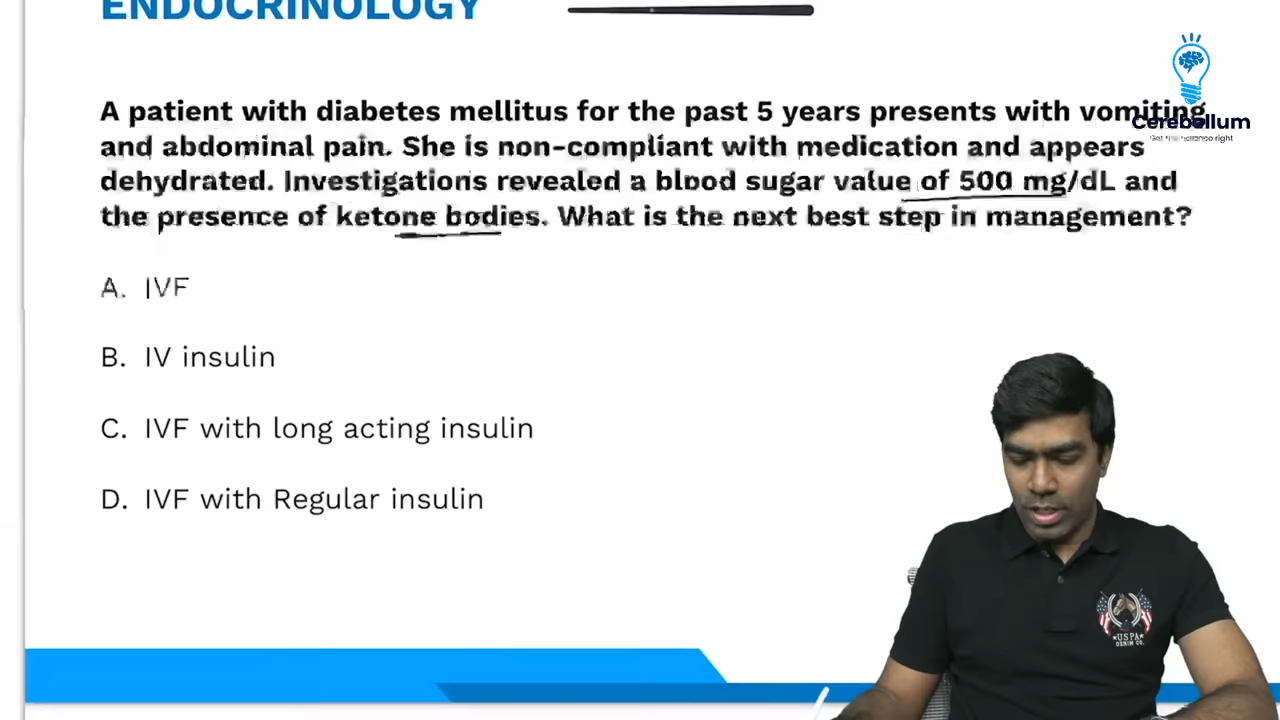 ENDOCRINOLOGY
Cerebellum
A patient with diabetes mellitus for the past 5 years presents with vomiting
and abdominal pain. She is non-compliant with medication and appears
dehydrated. Investigations revealed a blood sugar value of 500 mg/dL and
the presence of ketone bodies. What is the next best step in management?
A. IVF
B. IV insulin
C. IVF with long acting insulin
D. IVF with Regular insulin
USPA
DENIM CO.